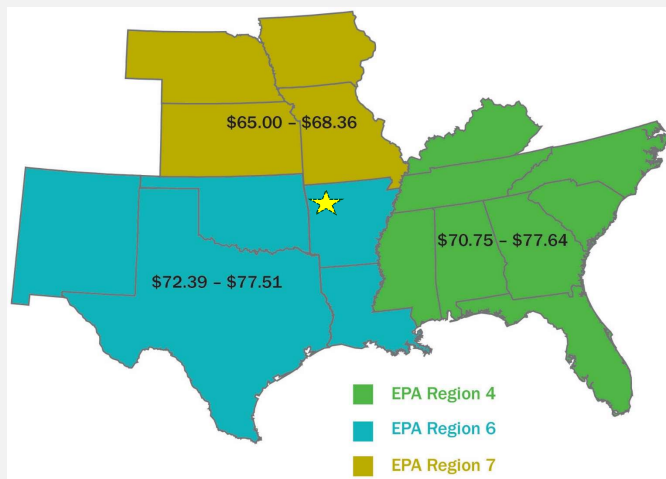 $65.00 – $68.36
$70.75 – $77.64
$72.39 – $77.51
EPA Region 4
EPA Region 6
EPA Region 7